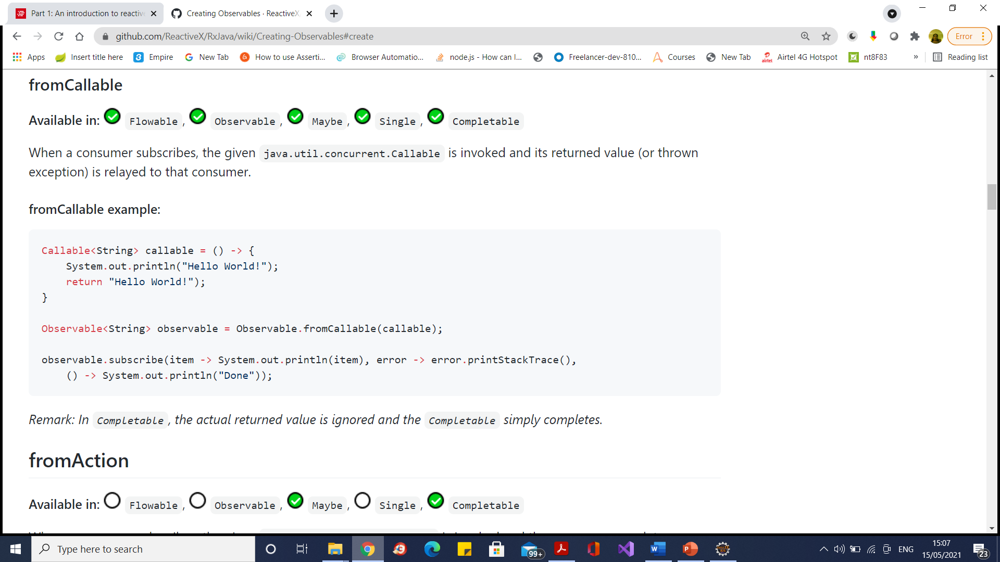 Part 1: An introduction to reactiv
Creating Observables · ReactiveX
github.com/ReactiveX/RxJava/wiki/Creating-Observables#create
Error
Apps Insert title here Empire New Tab How to use Asserti... Browser Automatio... node.js - How can I... Freelancer-dev-810... Courses New Tab Airtel 4G Hotspot nt8F83 » Reading list
fromCallable
Available in: Flowable , Observable , Maybe , Single , Completable
When a consumer subscribes, the given java.util.concurrent.Callable is invoked and its returned value (or thrown
exception) is relayed to that consumer.
fromCallable example:
Callable<String> callable = () -> {
    System.out.println("Hello World!");
    return "Hello World!");
}
Observable<String> observable = Observable.fromCallable(callable);
observable.subscribe(item -> System.out.println(item), error -> error.printStackTrace(),
    () -> System.out.println("Done"));
Remark: In Completable , the actual returned value is ignored and the Completable simply completes.
fromAction
Available in: Flowable , Observable , Maybe , Single , Completable
Type here to search
99+
ENG
15:07
15/05/2021
23